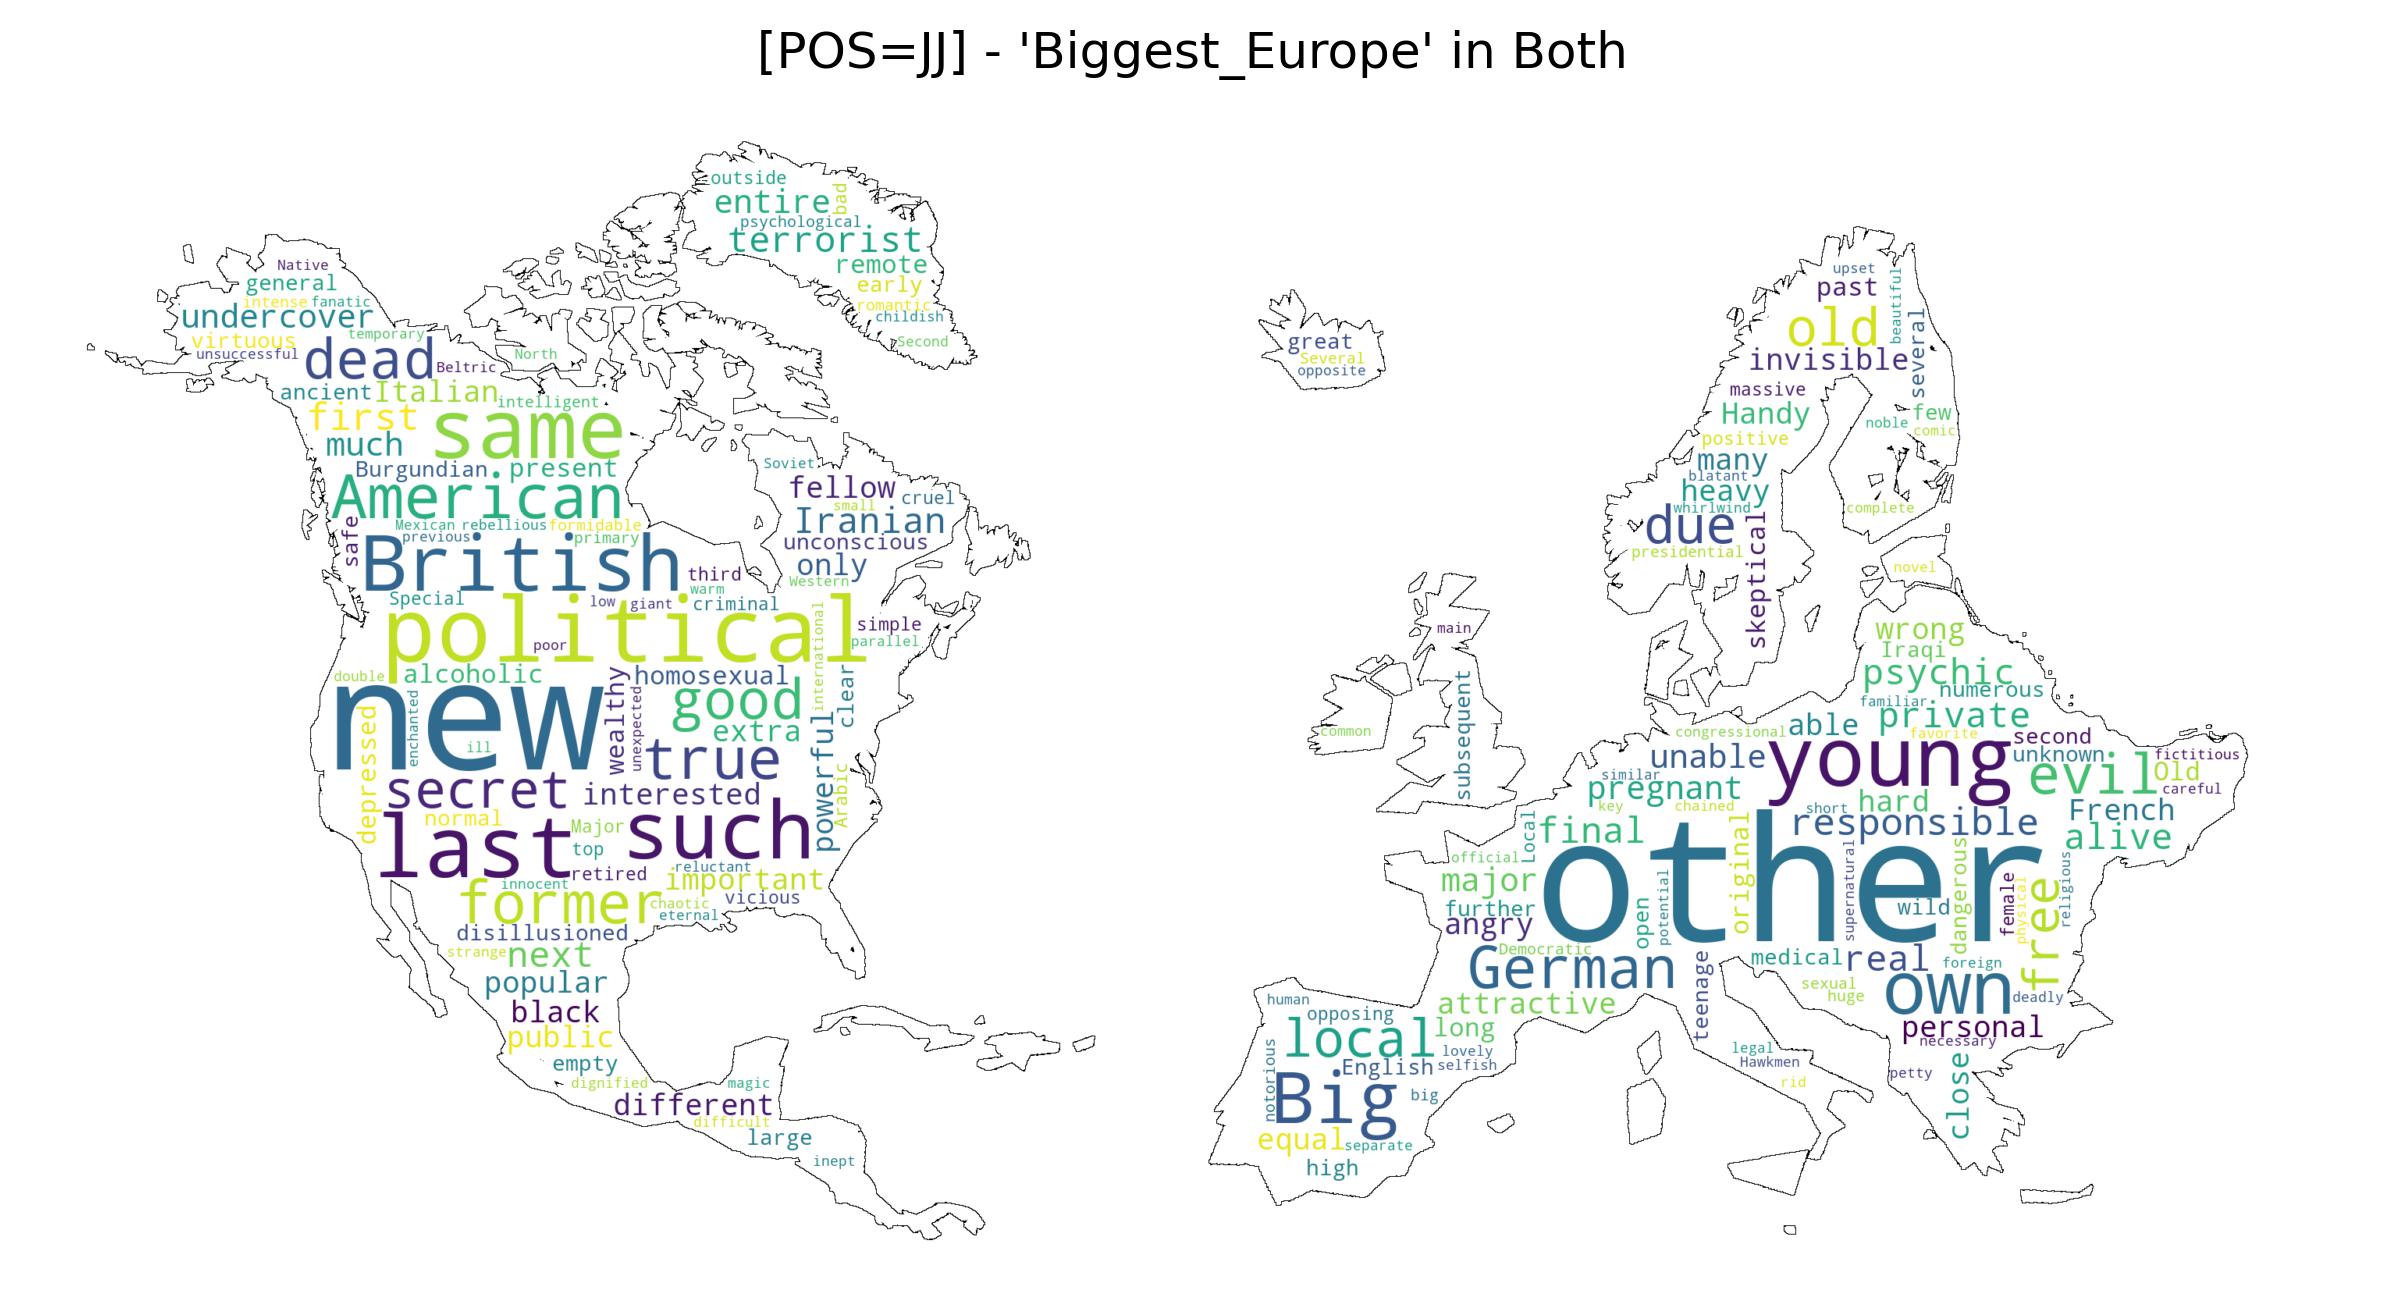 [POS=JJ] - 'Biggest_Europe' in Both
outside
entire
bad
psychological
terrorist
remote
early
romantic
childish
Second
Native
general
intense
fanatic
undercover
temporary
virtuous
unsuccessful
dead
North
Beltric
ancient
Italian
intelligent
first
same
much
Burgundian
present
American
Mexican
rebellious
formidable
previous
primary
safe
British
Soviet
fellow
small
cruel
Iranian
unconscious
only
Western
third
warm
Special
low
giant
criminal
political
international
simple
parallel
poor
double
alcoholic
homosexual
wealthy
unexpected
clear
new
enchanted
good
extra
ill
true
depressed
powerful
Arabic
secret
interested
normal
last
Major
such
top
reluctant
retired
innocent
important
former
chaotic
vicious
eternal
disillusioned
strange
next
popular
black
public
empty
dignified
magic
different
difficult
large
inept
great
Several
opposite
upset
past
beautiful
old
several
invisible
massive
Handy
few
noble
comic
positive
many
blatant
heavy
whirlwind
complete
due
skeptical
presidential
novel
main
subsequent
common
wrong
Iraqi
psychic
numerous
familiar
private
congressional
able
favorite
second
unable
young
unknown
fictitious
similar
evil
Old
careful
pregnant
key
chained
short
hard
French
Local
final
original
responsible
alive
official
other
major
potential
supernatural
dangerous
female
physical
religious
further
open
wild
free
angry
Democratic
German
teenage
medical
real
foreign
sexual
huge
own
deadly
attractive
human
opposing
local
long
personal
necessary
notorious
English
lovely
selfish
legal
Hawkmen
rid
petty
close
Big
big
equal
separate
high